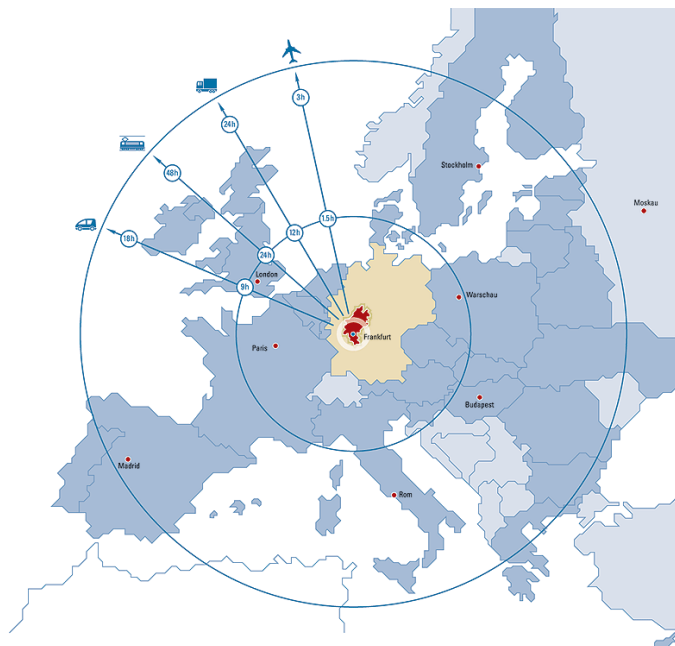 3h
24h
48h
18h
1.5h
12h
24h
9h
Stockholm
Moskau
London
Warschau
Paris
Frankfurt
Budapest
Madrid
Rom